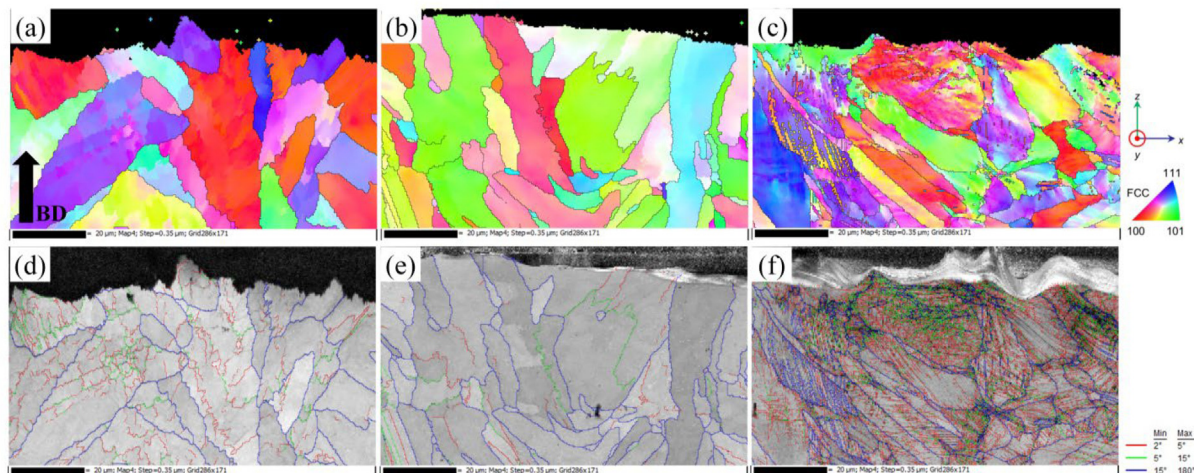 (a)
(b)
(c)
BD
= 20 µm; Map4; Step=0.35 µm; Grid286x171
= 20 µm; Map4; Step=0.35 µm; Grid286x171
= 20 µm; Map4; Step=0.35 µm; Grid286x171
z
x
y
111
FCC
100 101
(d)
(e)
(f)
= 20 µm; Map4; Step=0.35 µm; Grid286x171
= 20 µm; Map4; Step=0.35 µm; Grid286x171
= 20 µm; Map4; Step=0.35 µm; Grid286x171
Min Max
2° 5°
5° 15°
15° 180